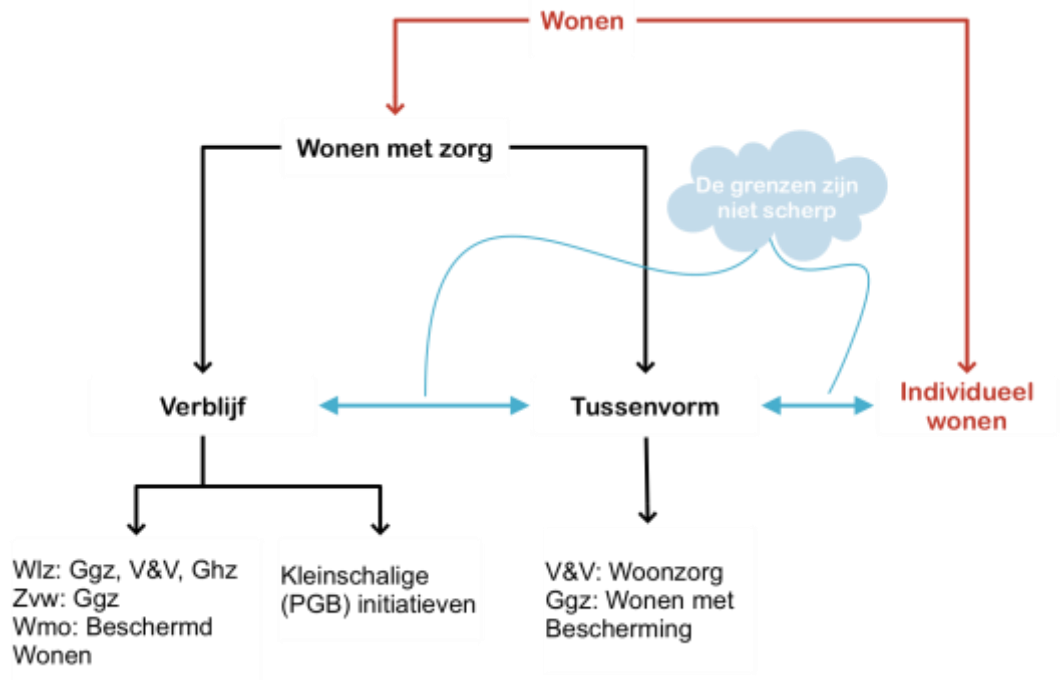 Wonen
Wonen met zorg
De grenzen zijn
niet scherp
Verblijf
Tussenvorm
Individueel
wonen
Wlz: Ggz, V&V, Ghz
Zvw: Ggz
Wmo: Beschermd
Wonen
Kleinschalige
(PGB) initiatieven
V&V: Woonzorg
Ggz: Wonen met
Bescherming